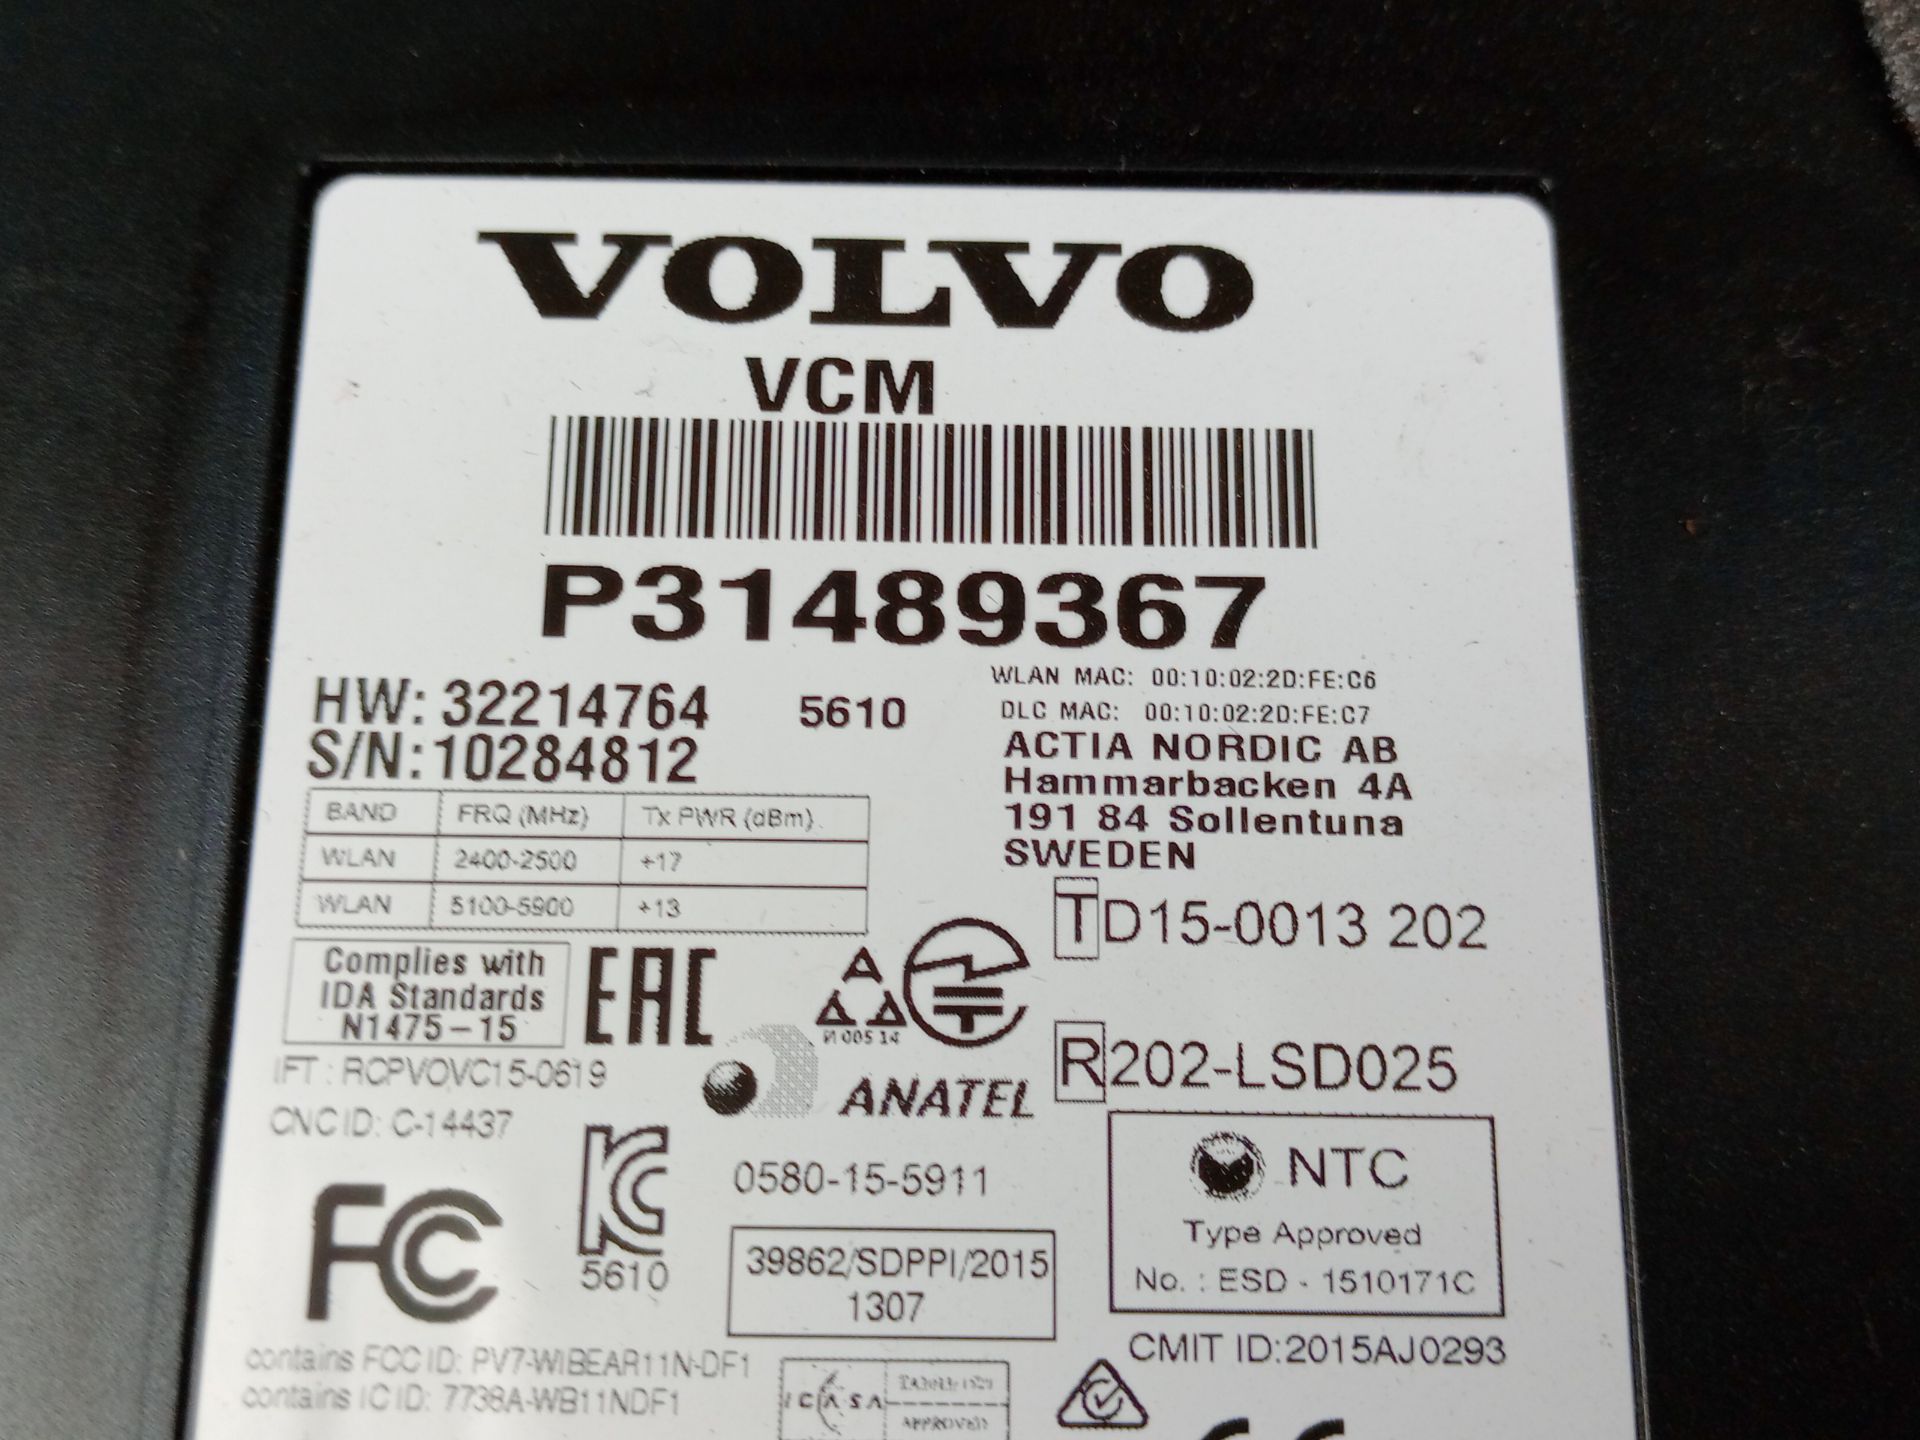 VOLVO
VCM
P31489367
HW: 32214764 5610
S/N: 10284812
WLAN MAC: 00:10:02:2D:FE:C6
DLC MAC: 00:10:02:2D:FE:C7
ACTIA NORDIC AB
Hammarbacken 4A
191 84 Sollentuna
SWEDEN
BAND FRQ (MHz) Tx PWR (dBm)
WLAN 2400-2500 +17
WLAN 5100-5900 +13
TD15-0013 202
Complies with
IDA Standards
N1475-15
EAC
И 005 14
R202-LSD025
IFT: RCPVOVC15-0619
ANATEL
CNC ID: C-14437
0580-15-5911
NTC
Type Approved
No. : ESD - 1510171C
FC
5610
39862/SDPPI/2015
1307
CMIT ID:2015AJ0293
contains FCC ID: PV7-WIBEAR11N-DF1
contains IC ID: 7738A-WB11NDF1
ICASA
APPROVED